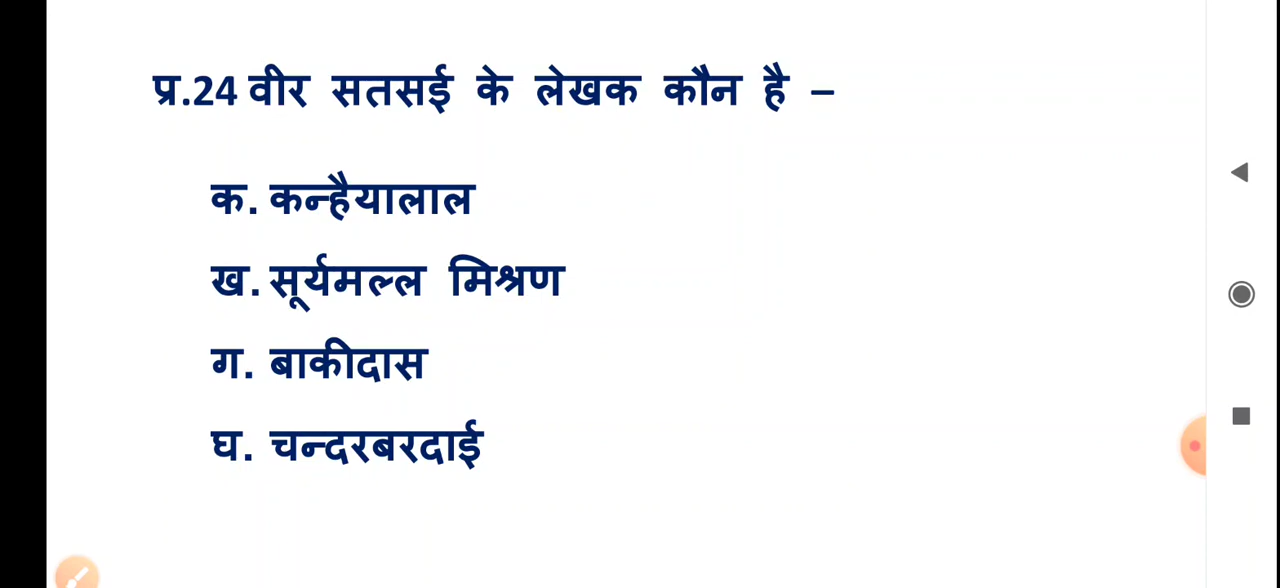 प्र.24 वीर सतसई के लेखक कौन है –
क. कन्हैयालाल
ख. सूर्यमल्ल मिश्रण
ग. बाकीदास
घ. चन्दरबरदाई